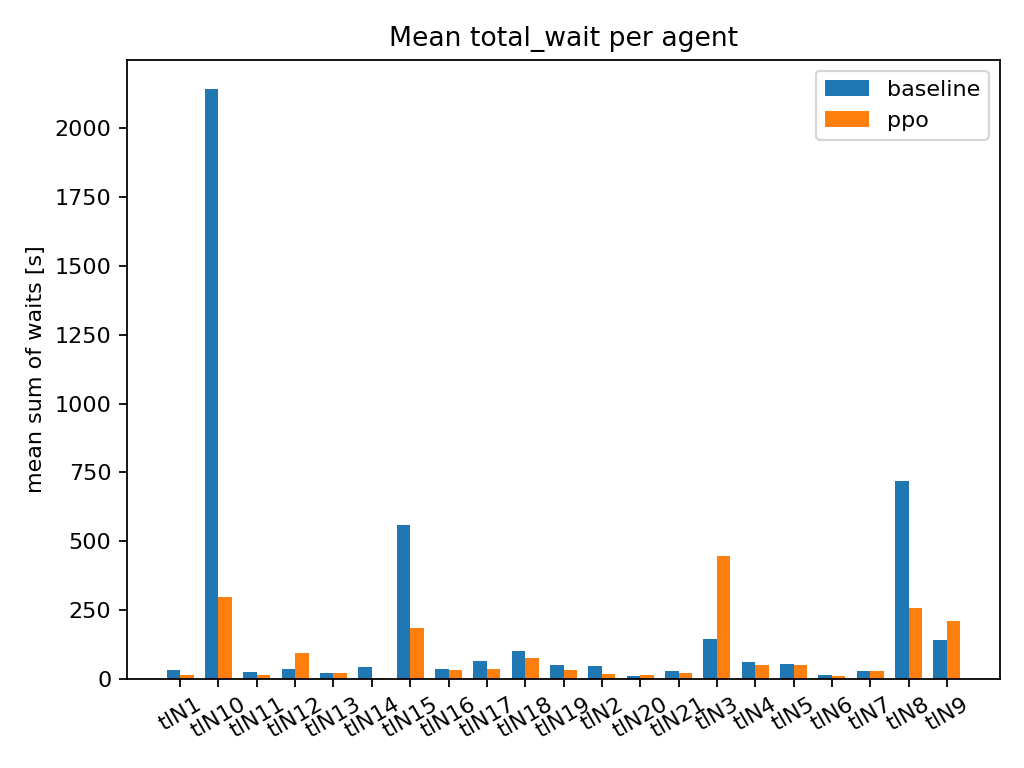 Mean total_wait per agent
baseline
ppo
mean sum of waits [s]
2000
1750
1500
1250
1000
750
500
250
0
tlN1 tlN10 tlN11 tlN12 tlN13 tlN14 tlN15 tlN16 tlN17 tlN18 tlN19 tlN2 tlN20 tlN21 tlN3 tlN4 tlN5 tlN6 tlN7 tlN8 tlN9